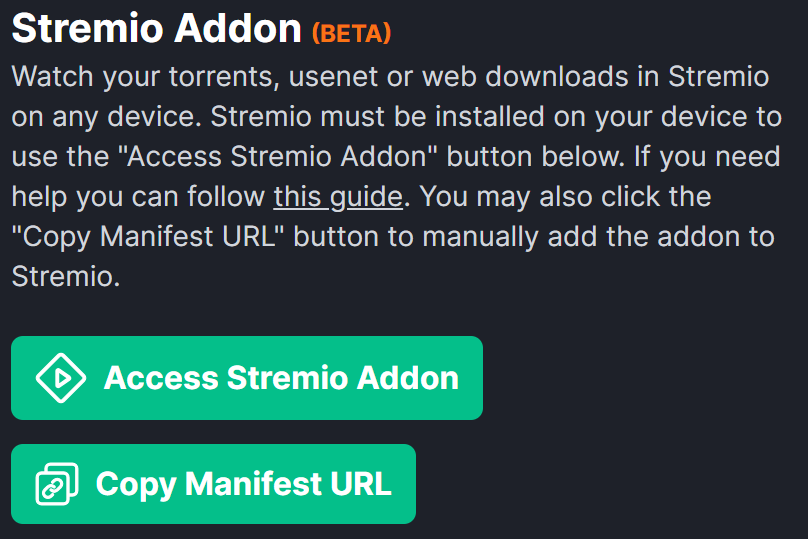 Stremio Addon (BETA)
Watch your torrents, usenet or web downloads in Stremio
on any device. Stremio must be installed on your device to
use the "Access Stremio Addon" button below. If you need
help you can follow this guide. You may also click the
"Copy Manifest URL" button to manually add the addon to
Stremio.
Access Stremio Addon
Copy Manifest URL